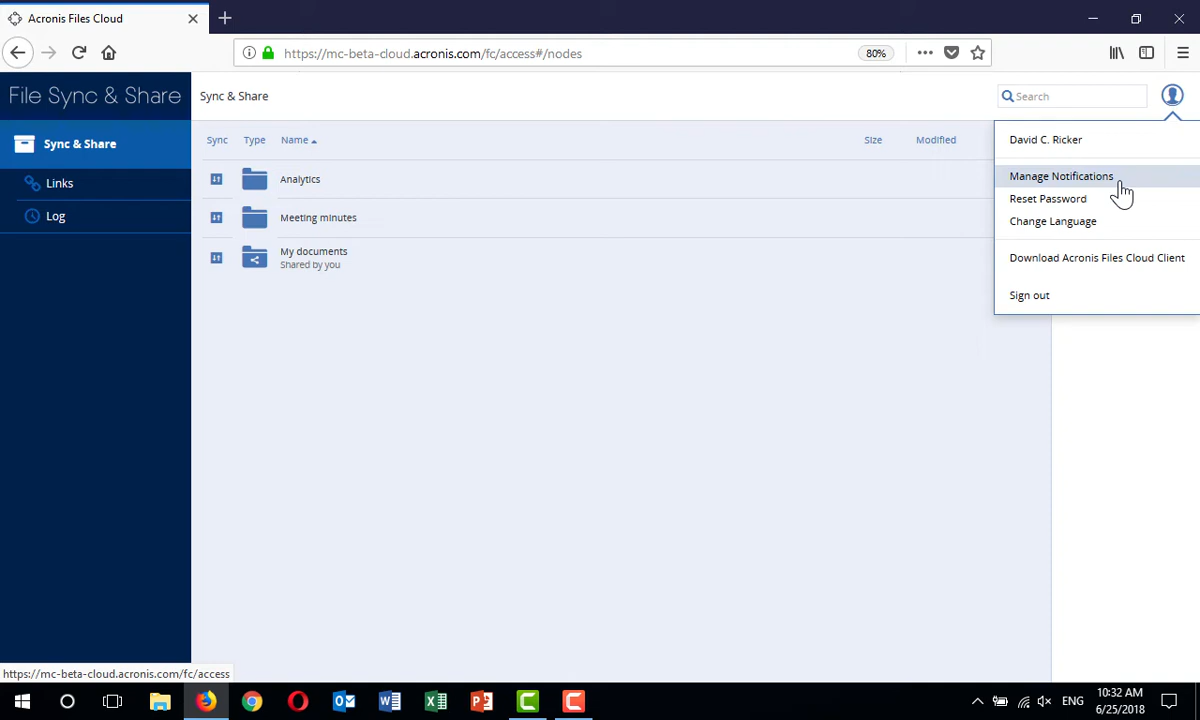 Acronis Files Cloud
https://mc-beta-cloud.acronis.com/fc/access#/nodes
80%
File Sync & Share
Sync & Share
Search
Sync & Share
Links
Log
Sync Type Name Size Modified
Analytics
Meeting minutes
My documents
Shared by you
David C. Ricker
Manage Notifications
Reset Password
Change Language
Download Acronis Files Cloud Client
Sign out
https://mc-beta-cloud.acronis.com/fc/access
ENG
10:32 AM
6/25/2018